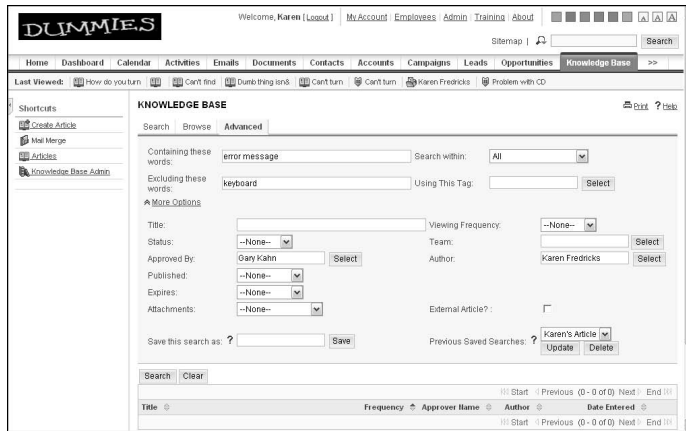 DUMMIES
Welcome, Karen [ Logout ] | My Account | Employees | Admin | Training | About
A A A
Sitemap | Search
Home Dashboard Calendar Activities Emails Documents Contacts Accounts Campaigns Leads Opportunities Knowledge Base >>
Last Viewed: How do you turn Can't find Dumb thing isn& Can't turn Can't turn Karen Fredricks Problem with CD
Shortcuts
Create Article
Mail Merge
Articles
Knowledge Base Admin
KNOWLEDGE BASE
Print ? Help
Search Browse Advanced
Containing these words: error message Search within: All
Excluding these words: keyboard Using This Tag: Select
More Options
Title: Viewing Frequency: --None--
Status: --None-- Team: Select
Approved By: Gary Kahn Select Author: Karen Fredricks Select
Published: --None--
Expires: --None--
Attachments: --None-- External Article? :
Save this search as: ? Save Previous Saved Searches: ? Karen's Article
Update Delete
Search Clear
Start Previous (0 - 0 of 0) Next End
Title Frequency Approver Name Author Date Entered
Start Previous (0 - 0 of 0) Next End